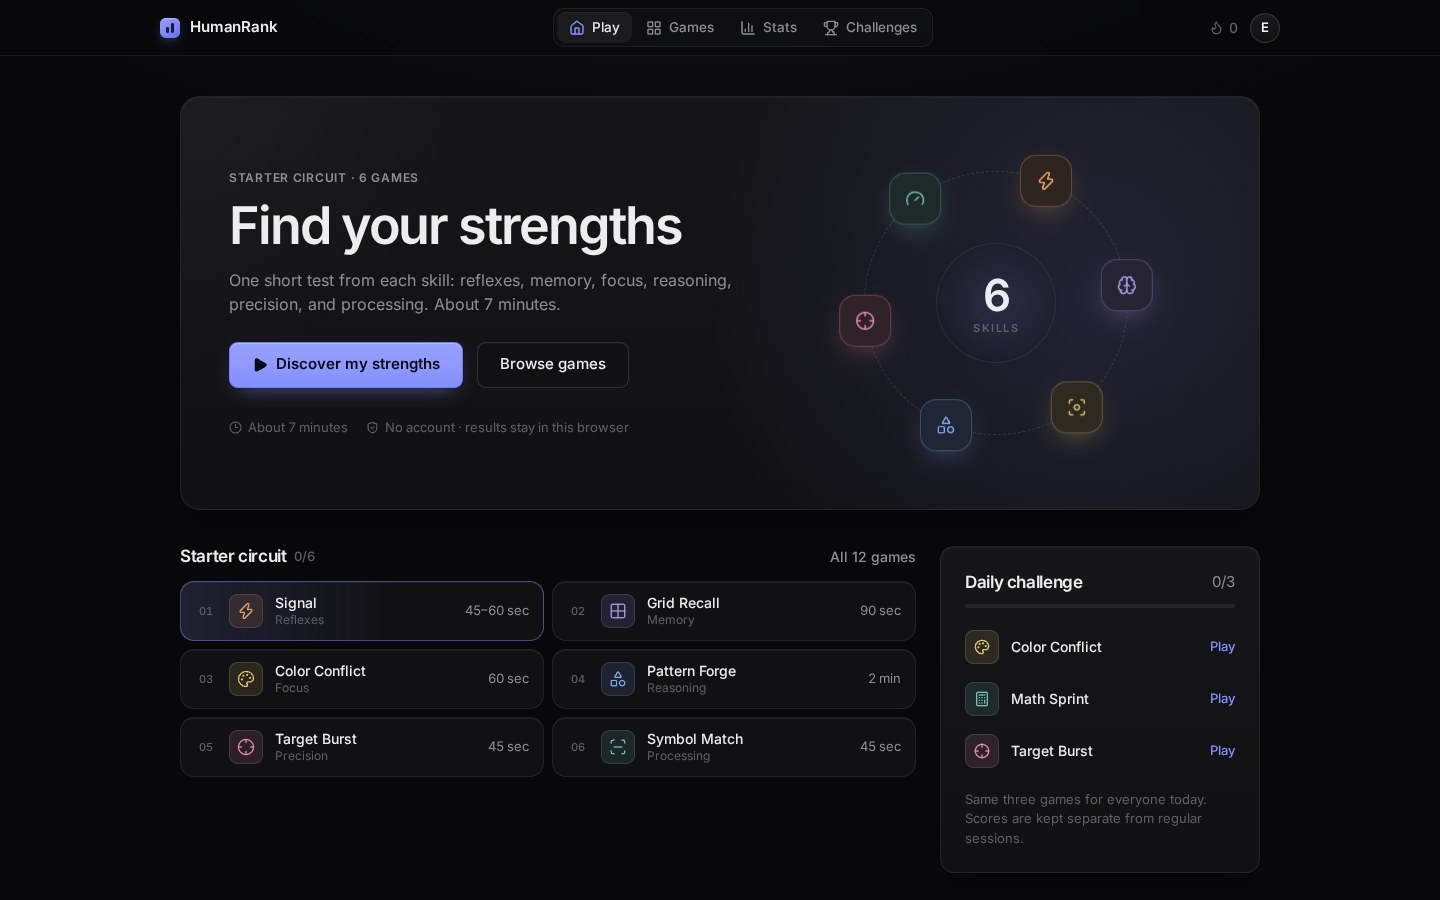 HumanRank
Play
Games
Stats
Challenges
0
E
STARTER CIRCUIT · 6 GAMES
Find your strengths
One short test from each skill: reflexes, memory, focus, reasoning,
precision, and processing. About 7 minutes.
Discover my strengths
Browse games
About 7 minutes
No account · results stay in this browser
6
SKILLS
Starter circuit 0/6
All 12 games
01
Signal
Reflexes
45–60 sec
02
Grid Recall
Memory
90 sec
03
Color Conflict
Focus
60 sec
04
Pattern Forge
Reasoning
2 min
05
Target Burst
Precision
45 sec
06
Symbol Match
Processing
45 sec
Daily challenge
0/3
Color Conflict
Play
Math Sprint
Play
Target Burst
Play
Same three games for everyone today.
Scores are kept separate from regular
sessions.